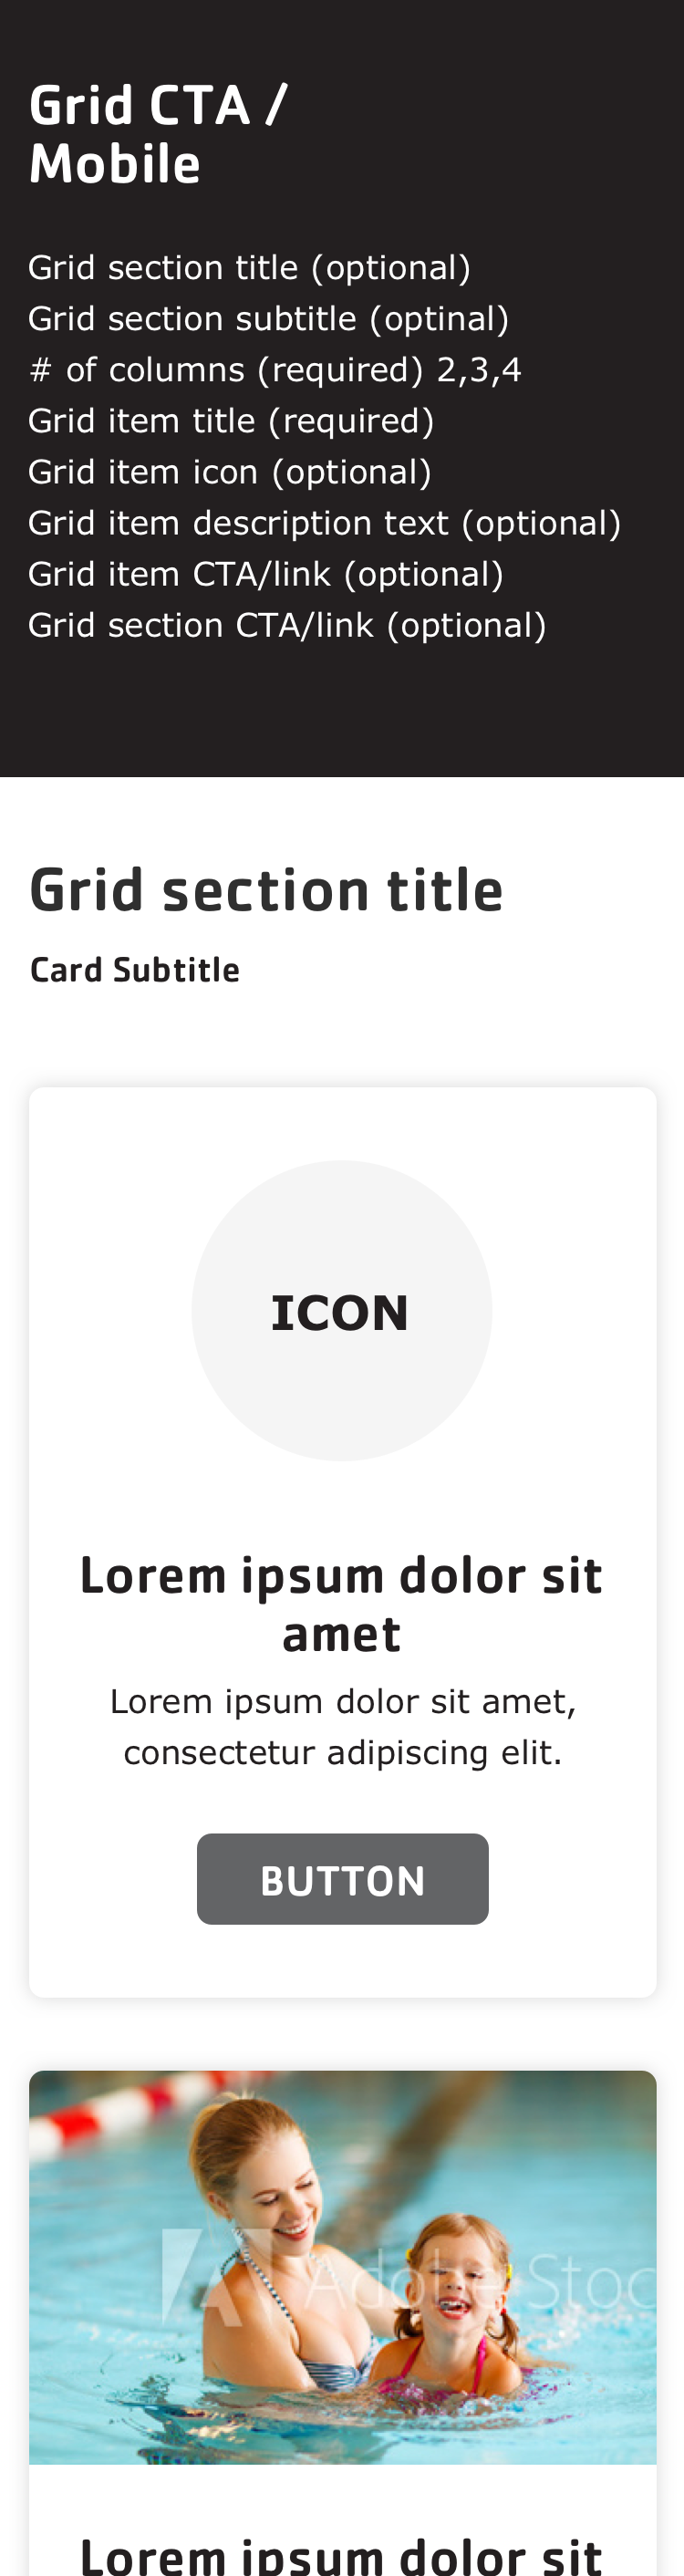 Grid CTA /
Mobile
Grid section title (optional)
Grid section subtitle (optinal)
# of columns (required) 2,3,4
Grid item title (required)
Grid item icon (optional)
Grid item description text (optional)
Grid item CTA/link (optional)
Grid section CTA/link (optional)
Grid section title
Card Subtitle
ICON
Lorem ipsum dolor sit
amet
Lorem ipsum dolor sit amet,
consectetur adipiscing elit.
BUTTON
Adobe Stoc
Lorem ipsum dolor sit